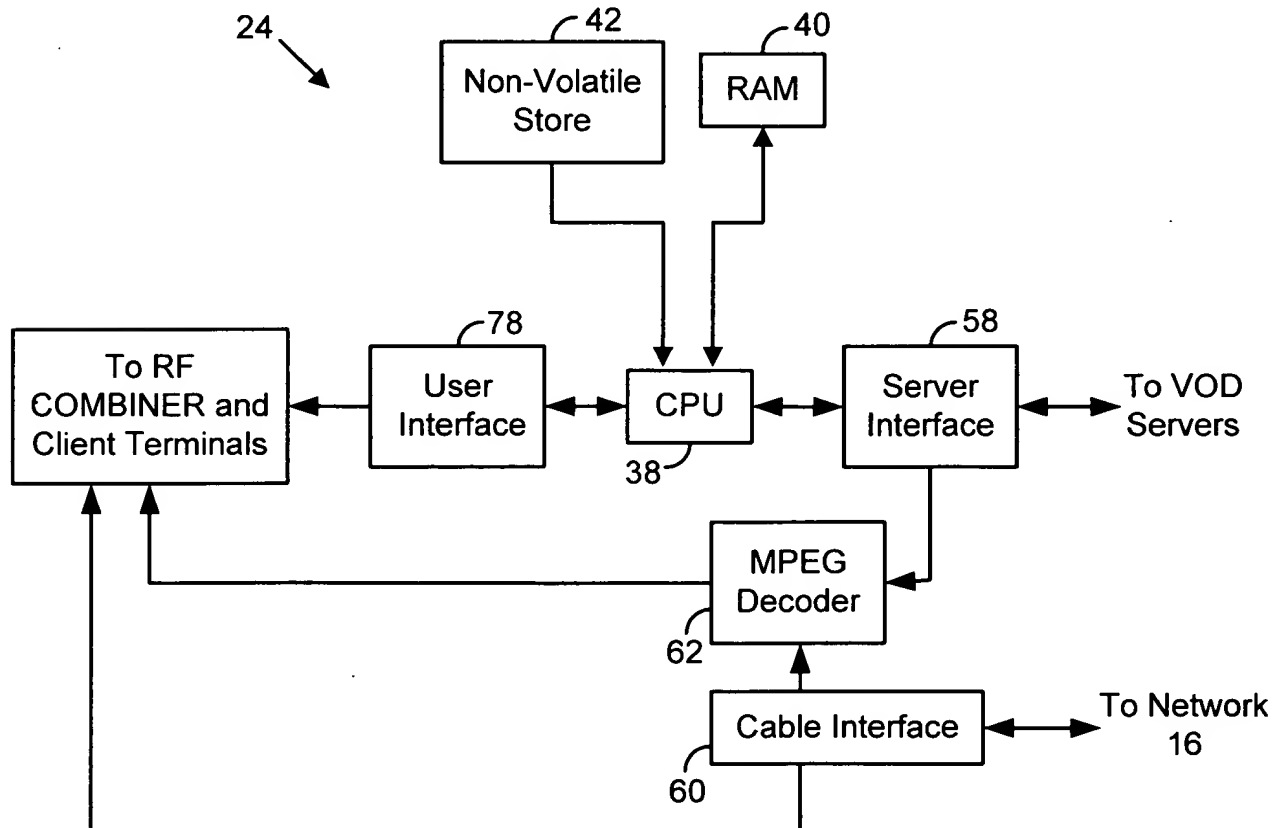 24
42
40
Non-Volatile
Store
RAM
78
58
To RF
COMBINER and
Client Terminals
User
Interface
CPU
38
Server
Interface
To VOD
Servers
MPEG
Decoder
62
Cable Interface
60
To Network
16